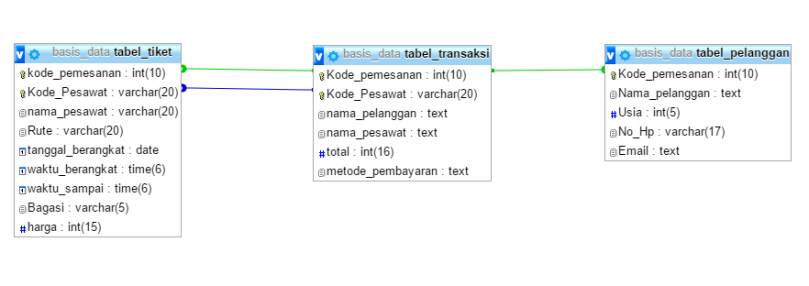 basis_data tabel_tiket
kode_pemesanan : int(10)
Kode_Pesawat : varchar(20)
nama_pesawat : varchar(20)
Rute : varchar(20)
tanggal_berangkat : date
waktu_berangkat : time(6)
waktu_sampai : time(6)
Bagasi : varchar(5)
harga : int(15)
basis_data tabel_transaksi
Kode_pemesanan : int(10)
Kode_Pesawat : varchar(20)
nama_pelanggan : text
nama_pesawat : text
total : int(16)
metode_pembayaran : text
basis_data tabel_pelanggan
Kode_pemesanan : int(10)
Nama_pelanggan : text
Usia : int(5)
No_Hp : varchar(17)
Email : text